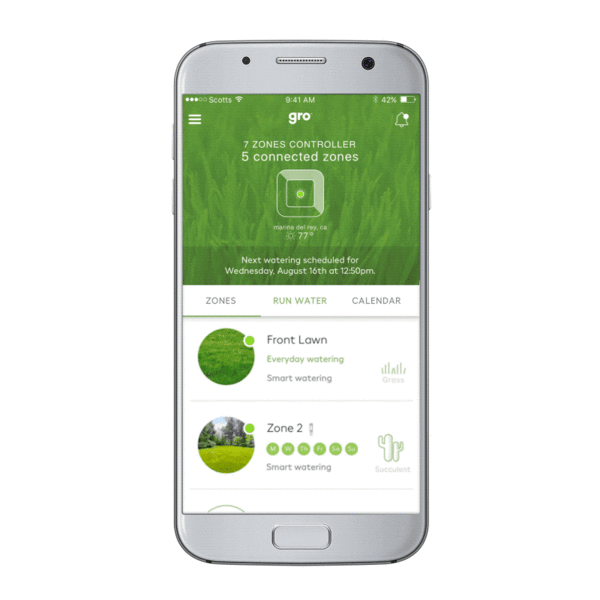 Scotts 9:41 AM 42%
gro
7 ZONES CONTROLLER
5 connected zones
marina del rey, ca
77°
Next watering scheduled for
Wednesday, August 16th at 12:50pm.
ZONES RUN WATER CALENDAR
Front Lawn
Everyday watering
Smart watering
Grass
Zone 2
M W Th Fr Sa Su
Smart watering
Succulent